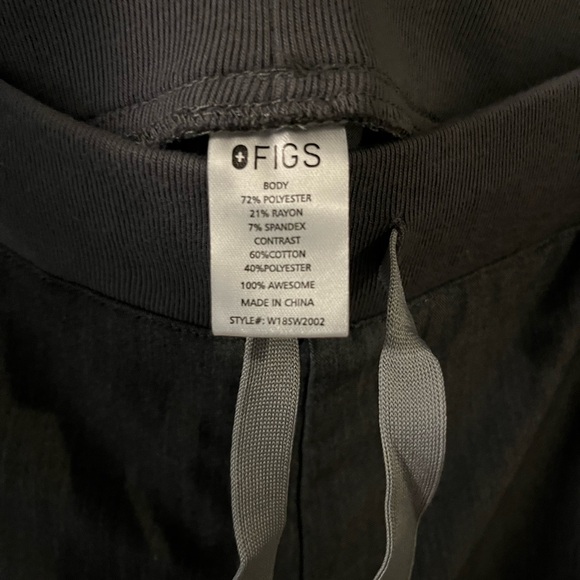 FIGS
BODY
72% POLYESTER
21% RAYON
7% SPANDEX
CONTRAST
60%COTTON
40%POLYESTER
100% AWESOME
MADE IN CHINA
STYLE#: W18SW2002